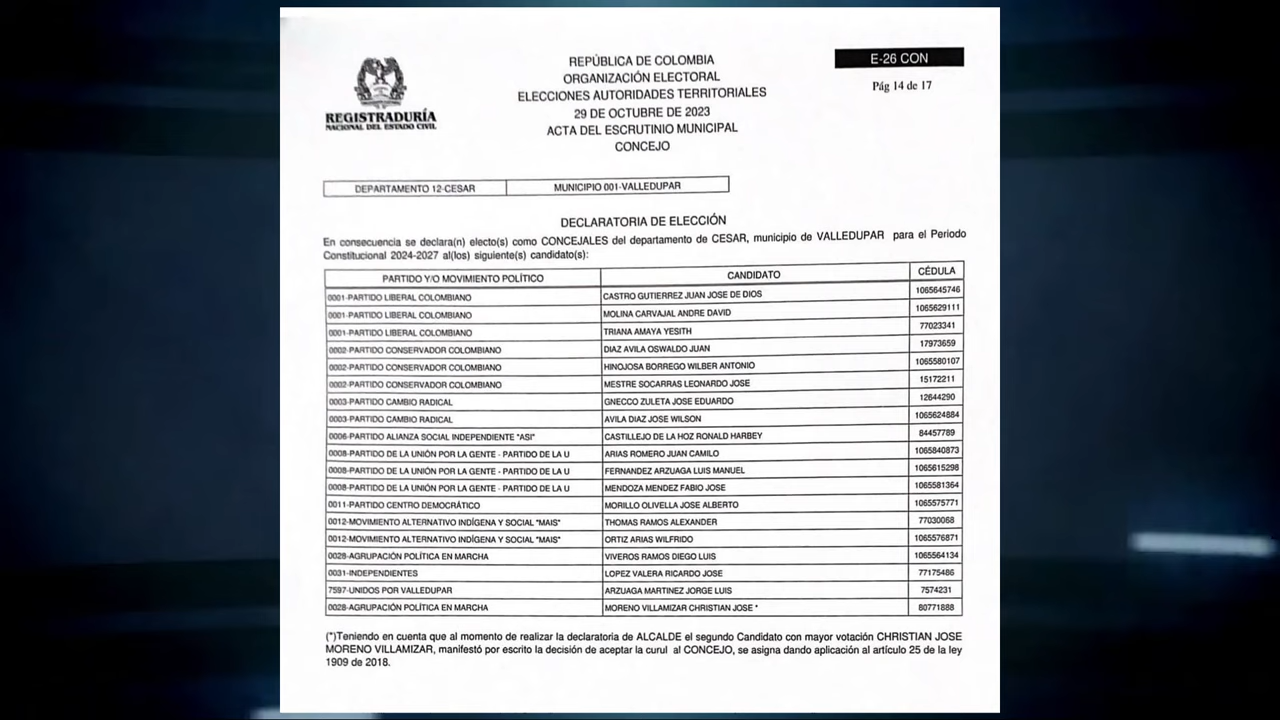 REGISTRADURÍA
NACIONAL DEL ESTADO CIVIL
REPÚBLICA DE COLOMBIA
ORGANIZACIÓN ELECTORAL
ELECCIONES AUTORIDADES TERRITORIALES
29 DE OCTUBRE DE 2023
ACTA DEL ESCRUTINIO MUNICIPAL
CONCEJO
E-26 CON
Pág 14 de 17
DEPARTAMENTO 12-CESAR MUNICIPIO 001-VALLEDUPAR
DECLARATORIA DE ELECCIÓN
En consecuencia se declara(n) electo(s) como CONCEJALES del departamento de CESAR, municipio de VALLEDUPAR para el Periodo
Constitucional 2024-2027 al(los) siguiente(s) candidato(s):
PARTIDO Y/O MOVIMIENTO POLÍTICO CANDIDATO CÉDULA
0001-PARTIDO LIBERAL COLOMBIANO CASTRO GUTIERREZ JUAN JOSE DE DIOS 1065645746
0001-PARTIDO LIBERAL COLOMBIANO MOLINA CARVAJAL ANDRE DAVID 1065629111
0001-PARTIDO LIBERAL COLOMBIANO TRIANA AMAYA YESITH 77023341
0002-PARTIDO CONSERVADOR COLOMBIANO DIAZ AVILA OSWALDO JUAN 17973659
0002-PARTIDO CONSERVADOR COLOMBIANO HINOJOSA BORREGO WILBER ANTONIO 1065580107
0002-PARTIDO CONSERVADOR COLOMBIANO MESTRE SOCARRAS LEONARDO JOSE 15172211
0003-PARTIDO CAMBIO RADICAL GNECCO ZULETA JOSE EDUARDO 12644290
0003-PARTIDO CAMBIO RADICAL AVILA DIAZ JOSE WILSON 1065624884
0006-PARTIDO ALIANZA SOCIAL INDEPENDIENTE "ASI" CASTILLEJO DE LA HOZ RONALD HARBEY 84457789
0008-PARTIDO DE LA UNIÓN POR LA GENTE - PARTIDO DE LA U ARIAS ROMERO JUAN CAMILO 1065840873
0008-PARTIDO DE LA UNIÓN POR LA GENTE - PARTIDO DE LA U FERNANDEZ ARZUAGA LUIS MANUEL 1065615298
0008-PARTIDO DE LA UNIÓN POR LA GENTE - PARTIDO DE LA U MENDOZA MENDEZ FABIO JOSE 1065581364
0011-PARTIDO CENTRO DEMOCRÁTICO MORILLO OLIVELLA JOSE ALBERTO 1065575771
0012-MOVIMIENTO ALTERNATIVO INDÍGENA Y SOCIAL "MAIS" THOMAS RAMOS ALEXANDER 77030068
0012-MOVIMIENTO ALTERNATIVO INDÍGENA Y SOCIAL "MAIS" ORTIZ ARIAS WILFRIDO 1065576871
0028-AGRUPACIÓN POLÍTICA EN MARCHA VIVEROS RAMOS DIEGO LUIS 1065564134
0031-INDEPENDIENTES LOPEZ VALERA RICARDO JOSE 77175486
7597-UNIDOS POR VALLEDUPAR ARZUAGA MARTINEZ JORGE LUIS 7574231
0028-AGRUPACIÓN POLÍTICA EN MARCHA MORENO VILLAMIZAR CHRISTIAN JOSE * 80771888
(*)Teniendo en cuenta que al momento de realizar la declaratoria de ALCALDE el segundo Candidato con mayor votación CHRISTIAN JOSE
MORENO VILLAMIZAR, manifestó por escrito la decisión de aceptar la curul al CONCEJO, se asigna dando aplicación al artículo 25 de la ley
1909 de 2018.